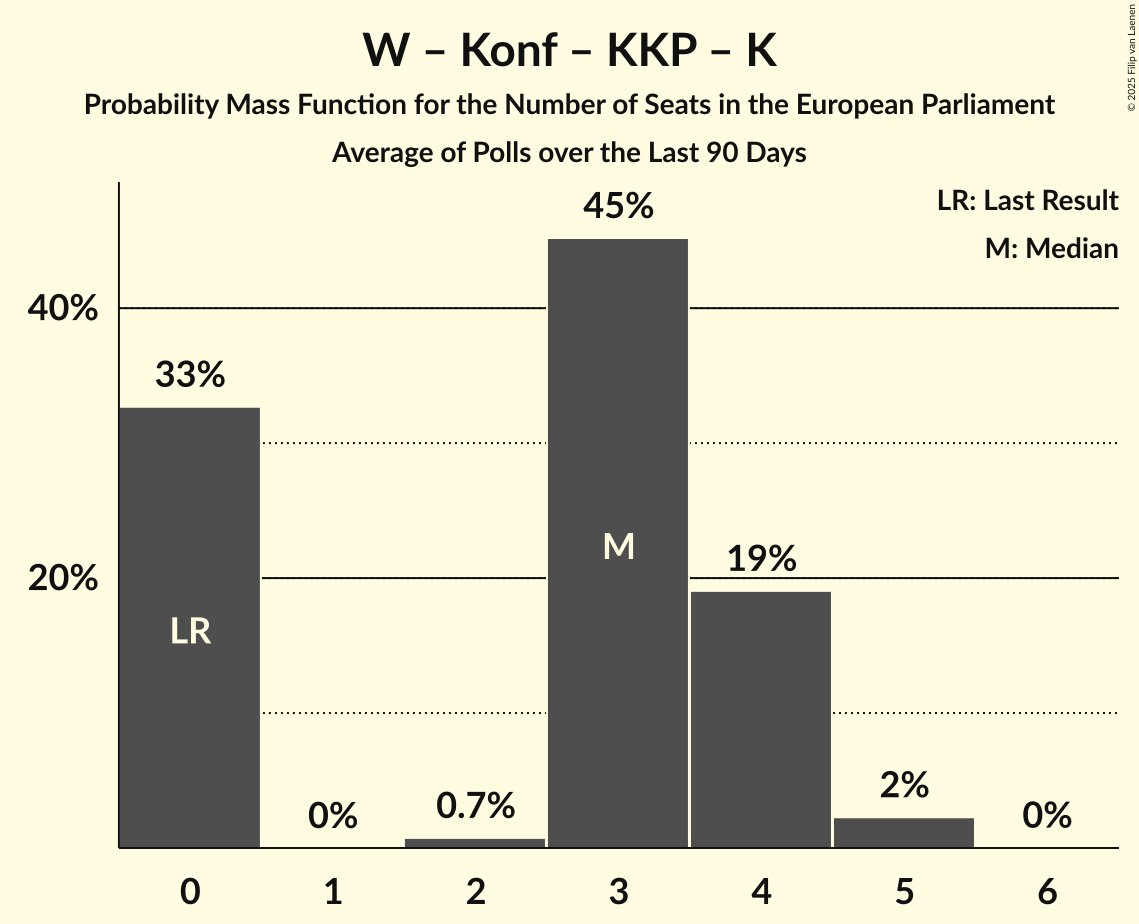 W – Konf – KKP – K
Probability Mass Function for the Number of Seats in the European Parliament
Average of Polls over the Last 90 Days
© 2025 Filip van Laenen
LR: Last Result
M: Median
45%
40%
33%
M
19%
20%
LR
2%
0.7%
0%
0%
0 1 2 3 4 5 6